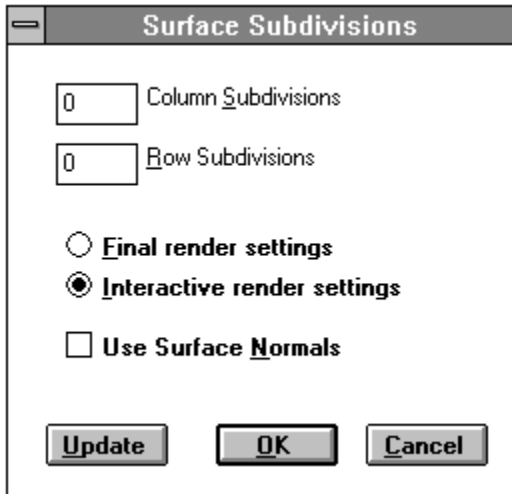 Surface Subdivisions
0 Column Subdivisions
0 Row Subdivisions
Final render settings
Interactive render settings
Use Surface Normals
Update OK Cancel